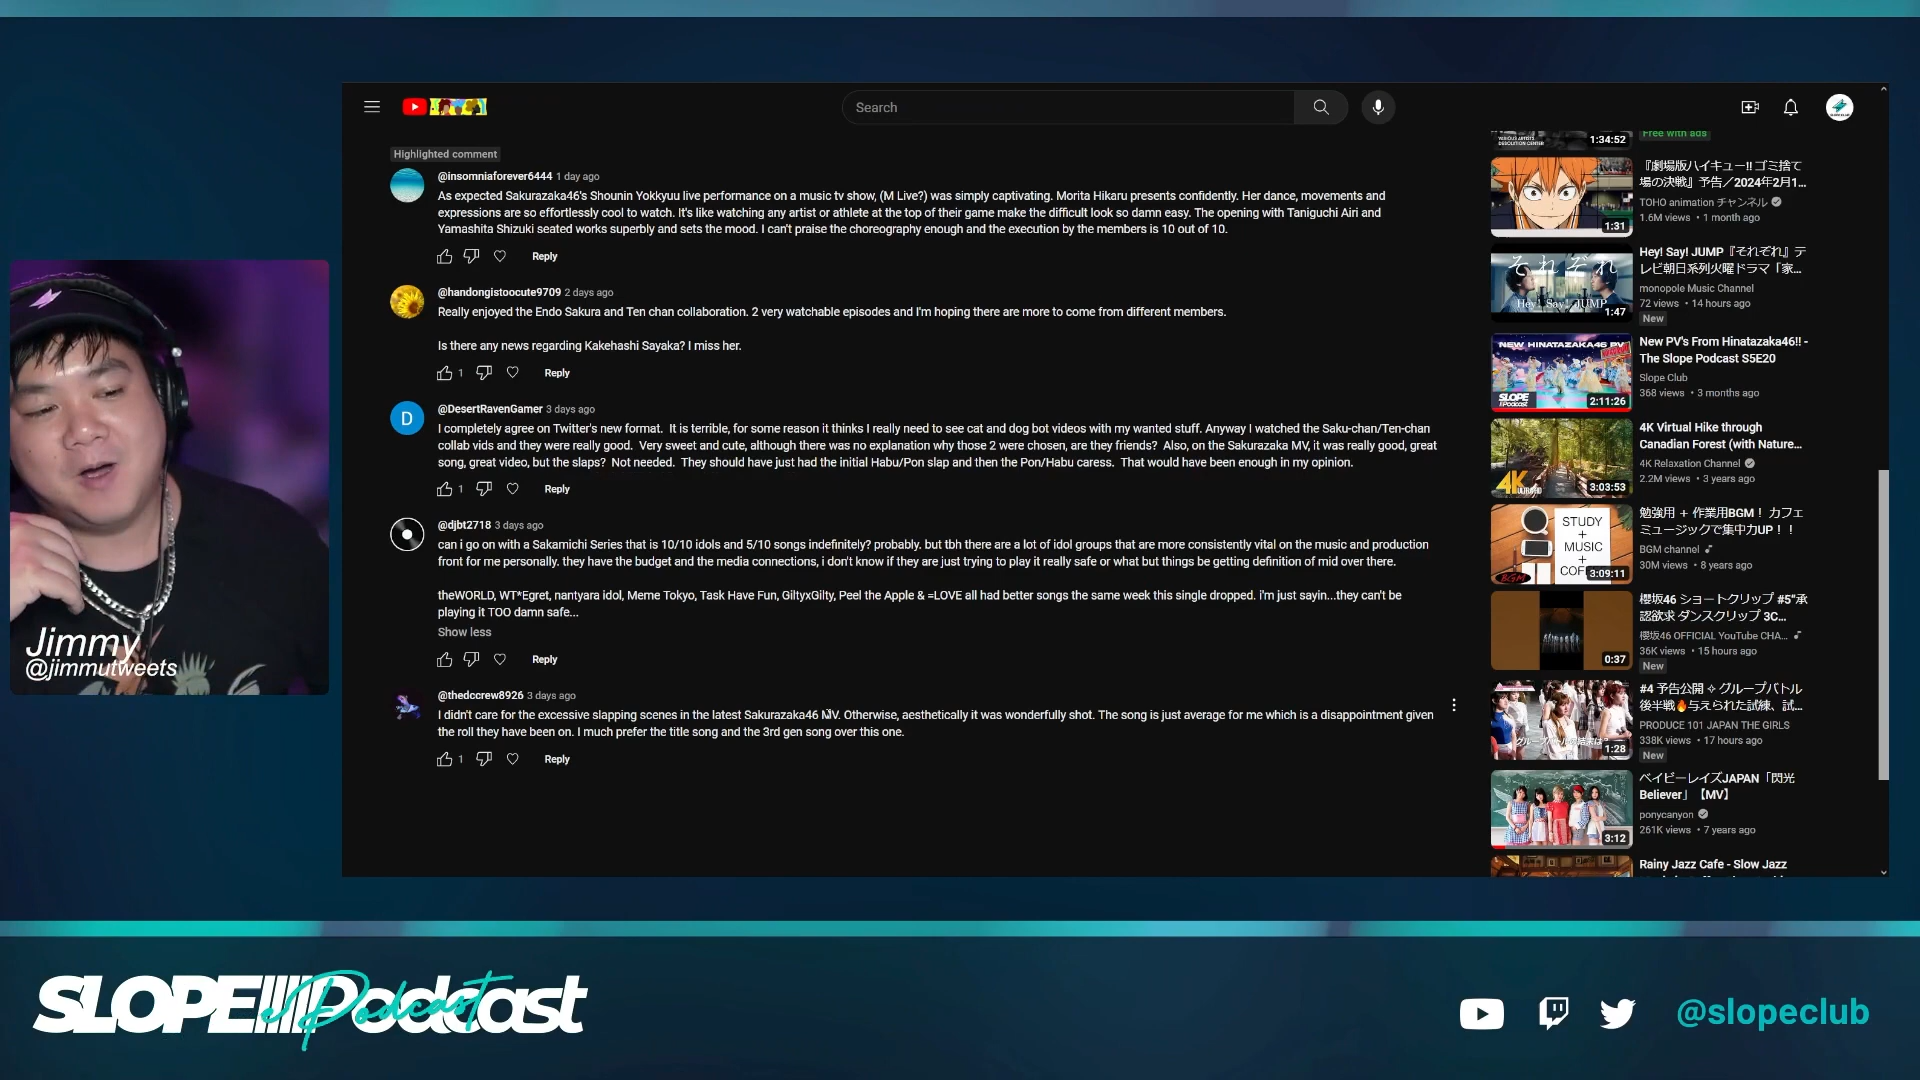 Search
Highlighted comment
@insomniaforever6444 1 day ago
As expected Sakurazaka46's Shounin Yokkyuu live performance on a music tv show, (M Live?) was simply captivating. Morita Hikaru presents confidently. Her dance, movements and
expressions are so effortlessly cool to watch. It's like watching any artist or athlete at the top of their game make the difficult look so damn easy. The opening with Taniguchi Airi and
Yamashita Shizuki seated works superbly and sets the mood. I can't praise the choreography enough and the execution by the members is 10 out of 10.
Reply
@handongistoocute9709 2 days ago
Really enjoyed the Endo Sakura and Ten chan collaboration. 2 very watchable episodes and I'm hoping there are more to come from different members.
Is there any news regarding Kakehashi Sayaka? I miss her.
1 Reply
D
@DesertRavenGamer 3 days ago
I completely agree on Twitter's new format. It is terrible, for some reason it thinks I really need to see cat and dog bot videos with my wanted stuff. Anyway I watched the Saku-chan/Ten-chan
collab vids and they were really good. Very sweet and cute, although there was no explanation why those 2 were chosen, are they friends? Also, on the Sakurazaka MV, it was really good, great
song, great video, but the slaps? Not needed. They should have just had the initial Habu/Pon slap and then the Pon/Habu caress. That would have been enough in my opinion.
1 Reply
@djbt2718 3 days ago
can i go on with a Sakamichi Series that is 10/10 idols and 5/10 songs indefinitely? probably. but tbh there are a lot of idol groups that are more consistently vital on the music and production
front for me personally. they have the budget and the media connections, i don't know if they are just trying to play it really safe or what but things be getting definition of mid over there.
theWORLD, WT*Egret, nantyara idol, Meme Tokyo, Task Have Fun, GiltyxGilty, Peel the Apple & =LOVE all had better songs the same week this single dropped. i'm just sayin...they can't be
playing it TOO damn safe...
Show less
Reply
@thedccrew8926 3 days ago
I didn't care for the excessive slapping scenes in the latest Sakurazaka46 MV. Otherwise, aesthetically it was wonderfully shot. The song is just average for me which is a disappointment given
the roll they have been on. I much prefer the title song and the 3rd gen song over this one.
1 Reply
1:34:52
Free with ads
1:31
『劇場版ハイキュー!! ゴミ捨て
場の決戦』予告／2024年2月1...
TOHO animation チャンネル
1.6M views • 1 month ago
それぞれ
Hey! Say! JUMP
1:47
Hey! Say! JUMP『それぞれ』テ
レビ朝日系列火曜ドラマ「家...
monopole Music Channel
72 views • 14 hours ago
New
NEW HINATAZAKA46 PV
SLOPE
Podcast
2:11:26
New PV's From Hinatazaka46!! -
The Slope Podcast S5E20
Slope Club
368 views • 3 months ago
4K
3:03:53
4K Virtual Hike through
Canadian Forest (with Nature...
4K Relaxation Channel
2.2M views • 3 years ago
STUDY
+
MUSIC
+
COF
BGM
3:09:11
勉強用 ＋ 作業用BGM！ カフェ
ミュージックで集中力UP！！
BGM channel
30M views • 8 years ago
0:37
櫻坂46 ショートクリップ #5“承
認欲求 ダンスクリップ 3C...
櫻坂46 OFFICIAL YouTube CHA...
36K views • 15 hours ago
New
1:28
#4 予告公開 ✧ グループバトル
後半戦🔥与えられた試練、試...
PRODUCE 101 JAPAN THE GIRLS
338K views • 17 hours ago
New
3:12
ベイビーレイズJAPAN「閃光
Believer」【MV】
ponycanyon
261K views • 7 years ago
Rainy Jazz Cafe - Slow Jazz
Jimmy
@jimmutweets
SLOPE Podcast
@slopeclub